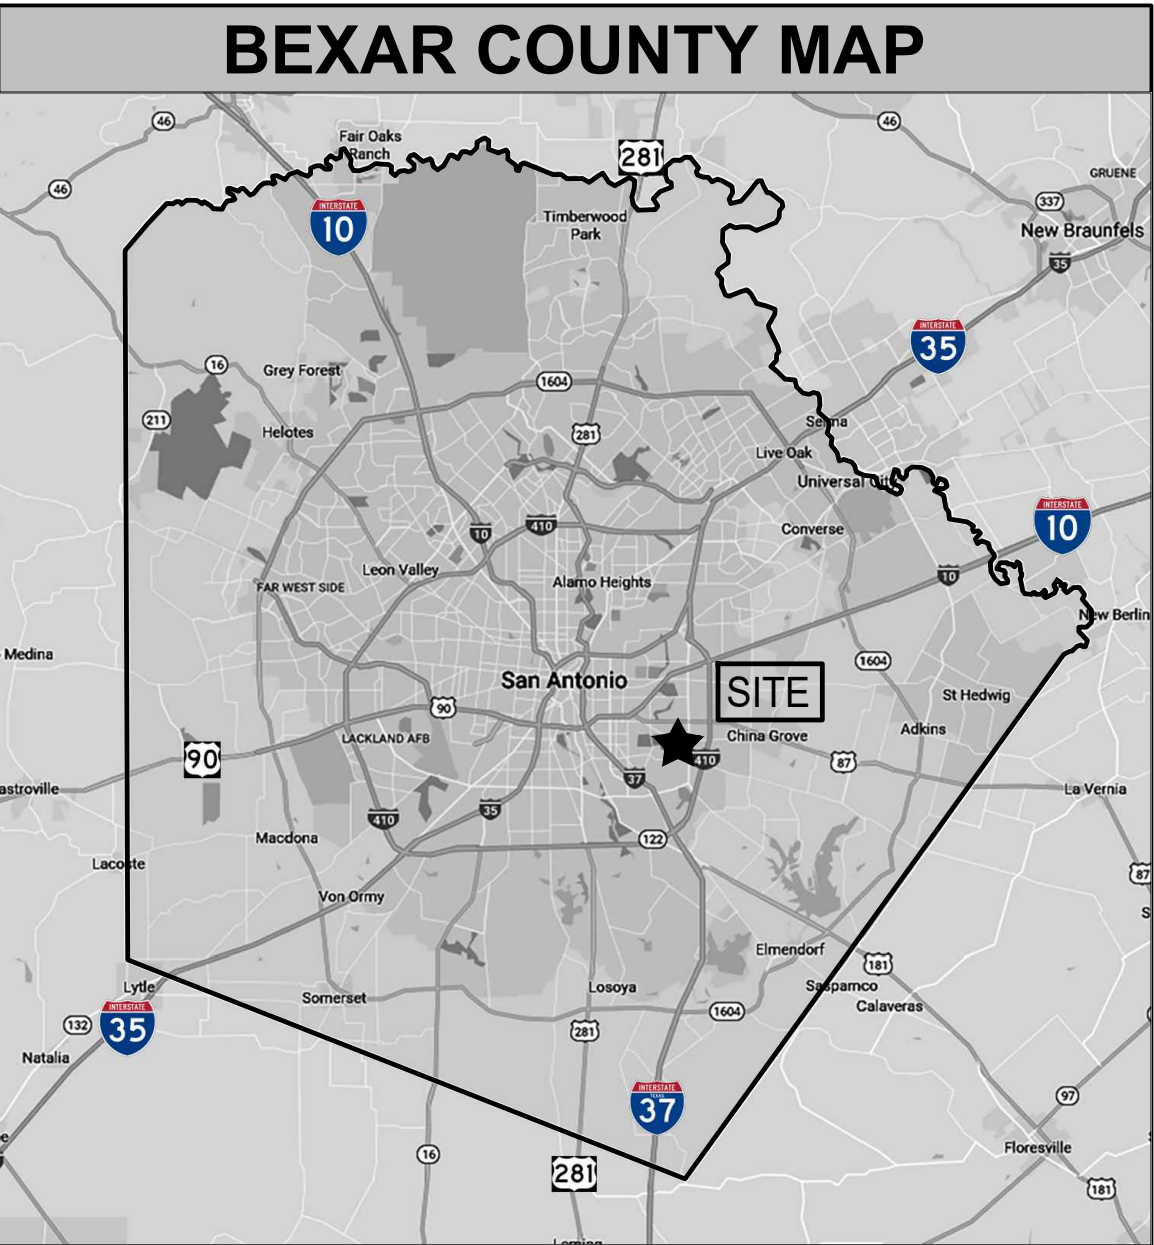 BEXAR COUNTY MAP
46
46
Fair Oaks
Ranch
281
GRUENE
46
337
INTERSTATE
10
Timberwood
Park
New Braunfels
35
INTERSTATE
35
16
Grey Forest
1604
211
Helotes
281
Selma
Live Oak
Universal City
INTERSTATE
10
10
410
Converse
Leon Valley
Alamo Heights
10
FAR WEST SIDE
New Berlin
Medina
1604
San Antonio
SITE
St Hedwig
90
Adkins
LACKLAND AFB
China Grove
90
410
87
37
astroville
La Vernia
35
410
Macdona
122
Lacoste
87
Von Ormy
S
Elmendorf
181
Lytle
Saspamco
Somerset
Losoya
Calaveras
INTERSTATE
35
1604
132
281
Natalia
INTERSTATE
TEXAS
37
97
e
Floresville
16
281
181